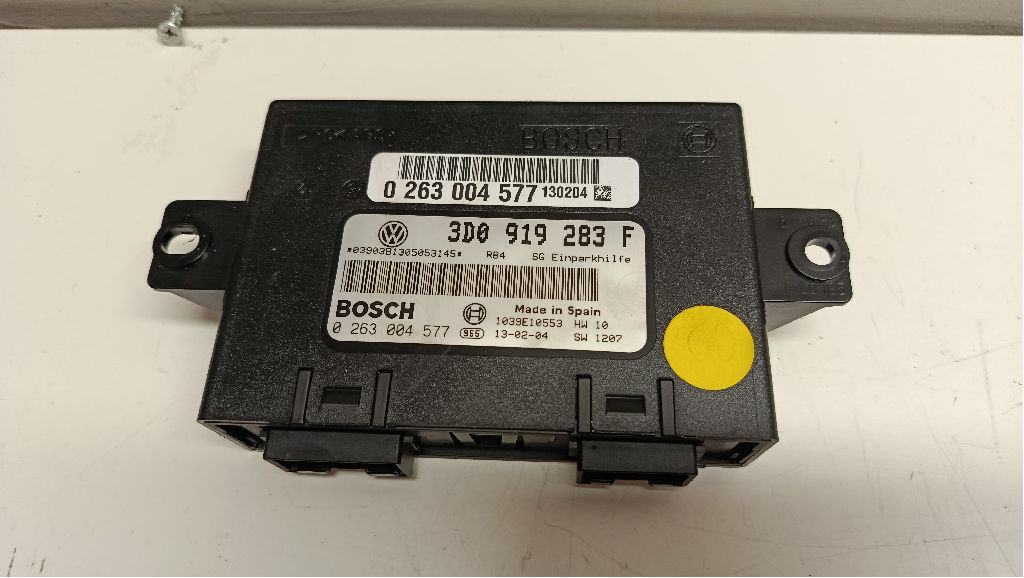 BOSCH
0 263 004 577 130204
3D0 919 283 F
*03903B1305053145* R84 SG Einparkhilfe
BOSCH
Made in Spain
1039E10553 HW 10
0 263 004 577 965 13-02-04 SW 1207